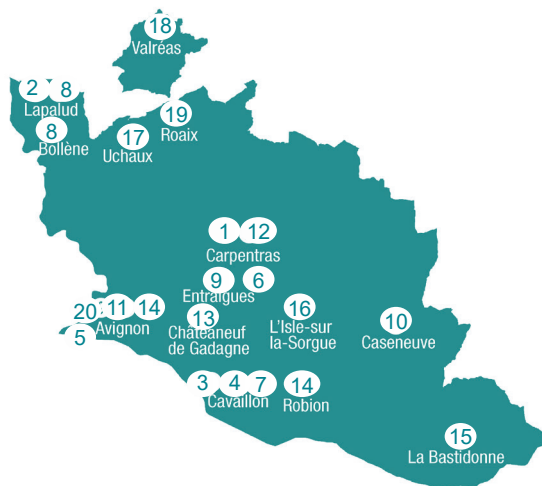 18
Valréas
2 8
Lapalud
19
Roaix
8
Bollène
17
Uchaux
1 12
Carpentras
9 6
Entraigues
20 11 14
Avignon
5
13
Châteaneuf
de Gadagne
16
L'Isle-sur
la-Sorgue
10
Caseneuve
3 4 7
Cavaillon
14
Robion
15
La Bastidonne